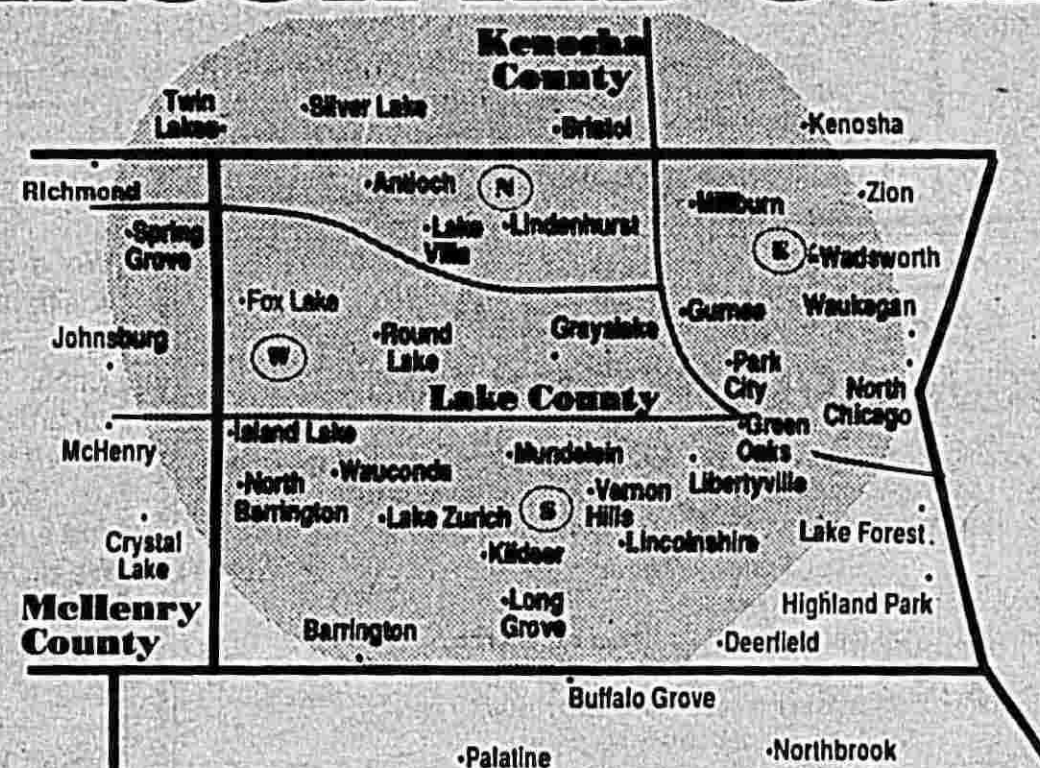 Kenosha
County
Twin
Lakes
Silver Lake
Bristol
Kenosha
Richmond
Antioch
N
Millburn
Zion
Spring
Grove
Lake
Villa
Lindenhurst
E
Wadsworth
Fox Lake
Gurnee
Waukegan
Johnsburg
W
Round
Lake
Grayslake
Park
City
North
Chicago
Lake County
McHenry
Island Lake
Green
Oaks
Mundelein
Wauconda
North
Barrington
Vernon
Hills
Libertyville
Lake Zurich
S
Crystal
Lake
Kildeer
Lincolnshire
Lake Forest
McHenry
County
Long
Grove
Highland Park
Barrington
Deerfield
Buffalo Grove
Palatine
Northbrook